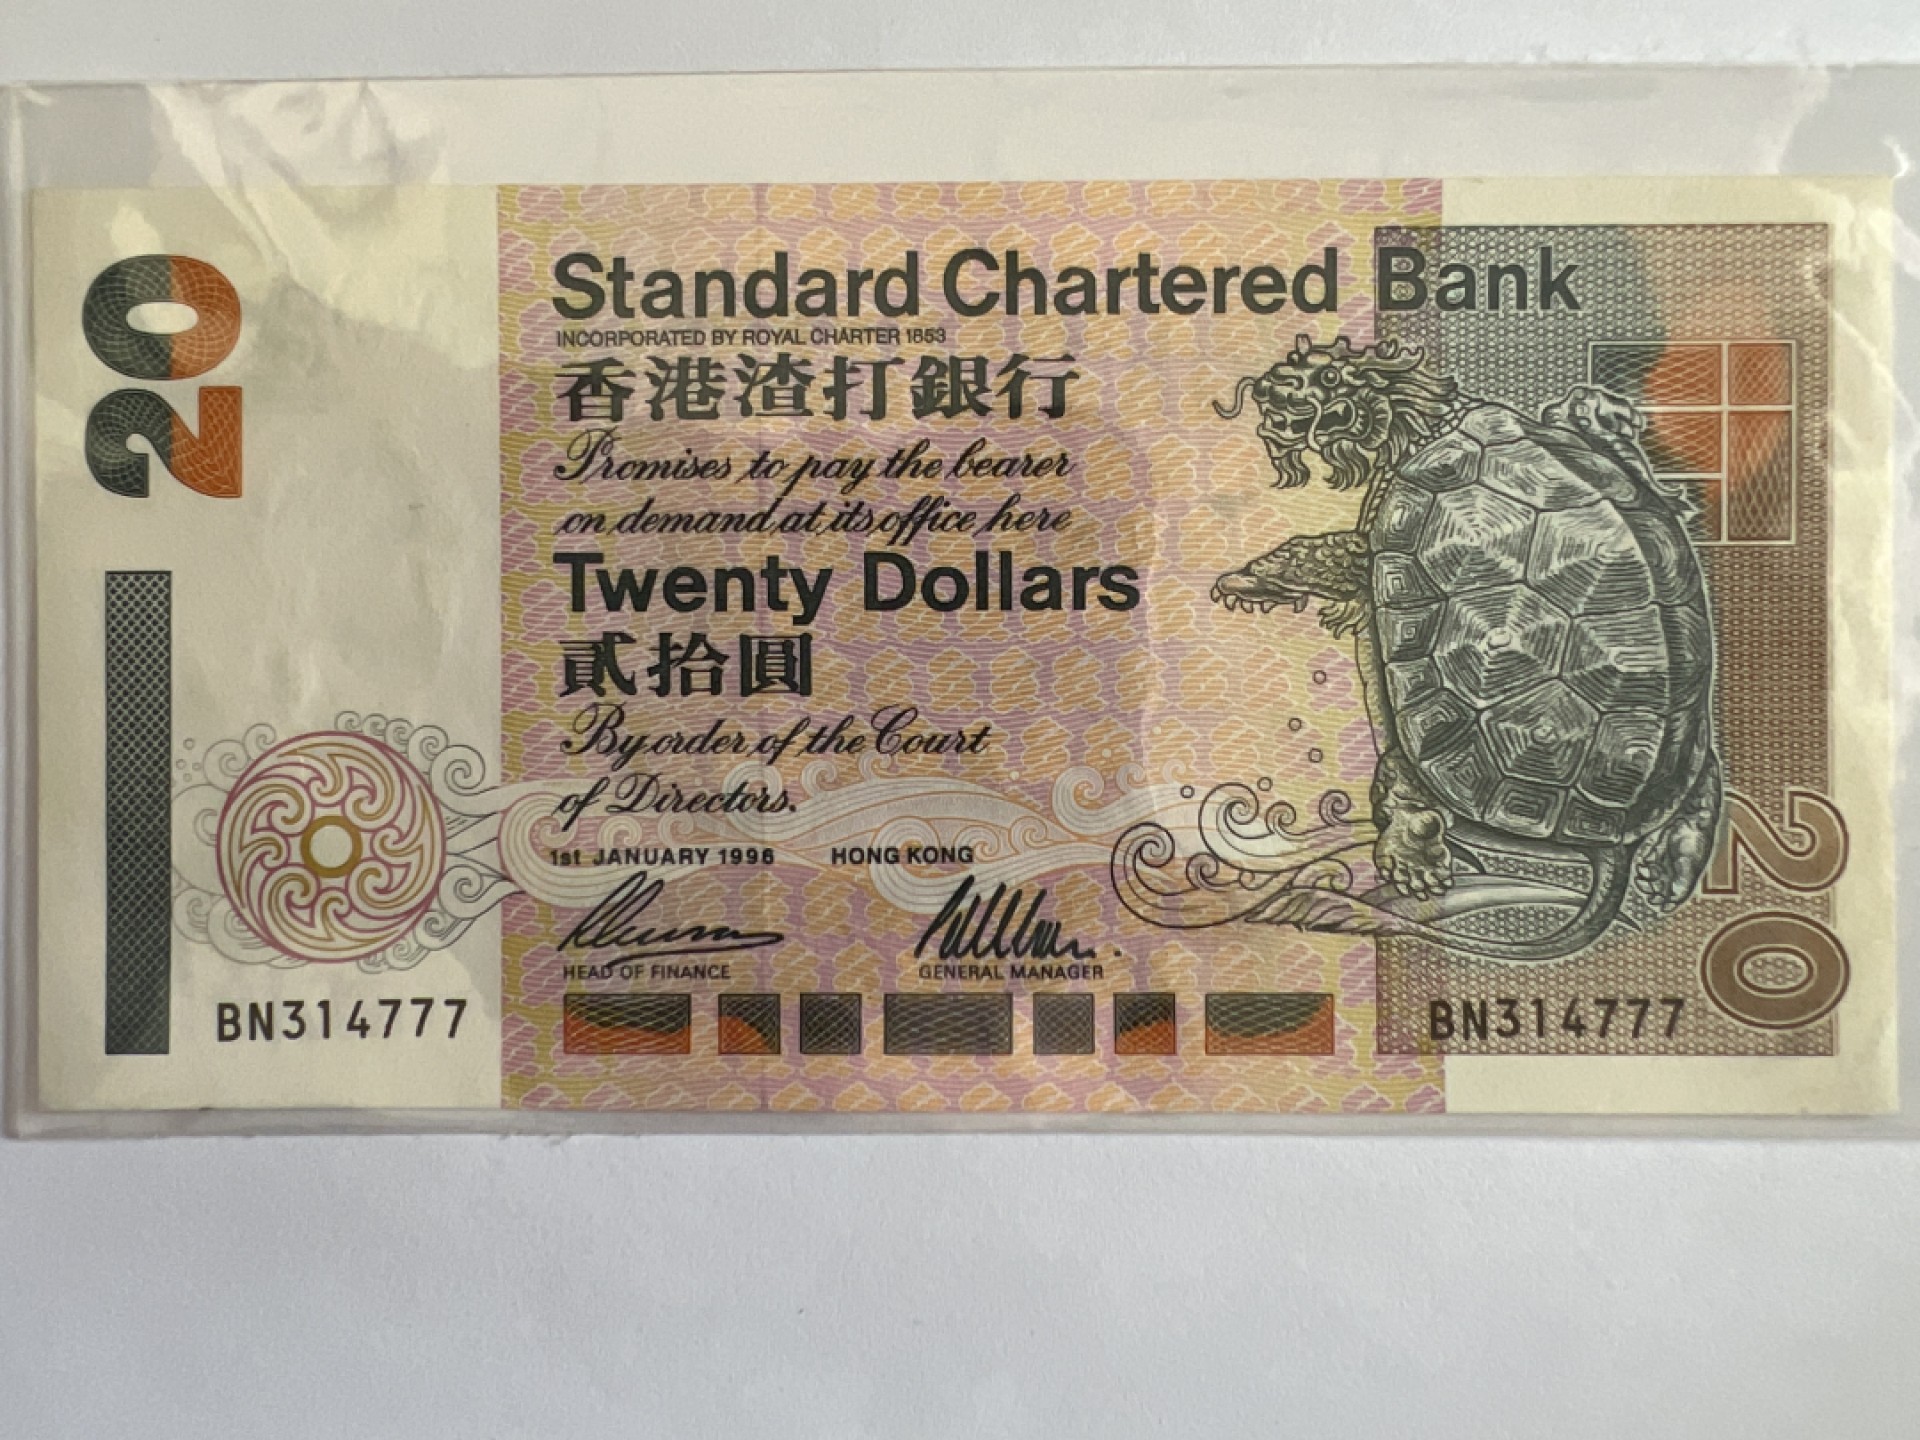 20
Standard Chartered Bank
INCORPORATED BY ROYAL CHARTER 1853
香港渣打銀行
Promises to pay the bearer
on demand at its office here
Twenty Dollars
貳拾圓
By order of the Court
of Directors.
1st JANUARY 1996 HONG KONG
HEAD OF FINANCE GENERAL MANAGER
BN314777
BN314777
20